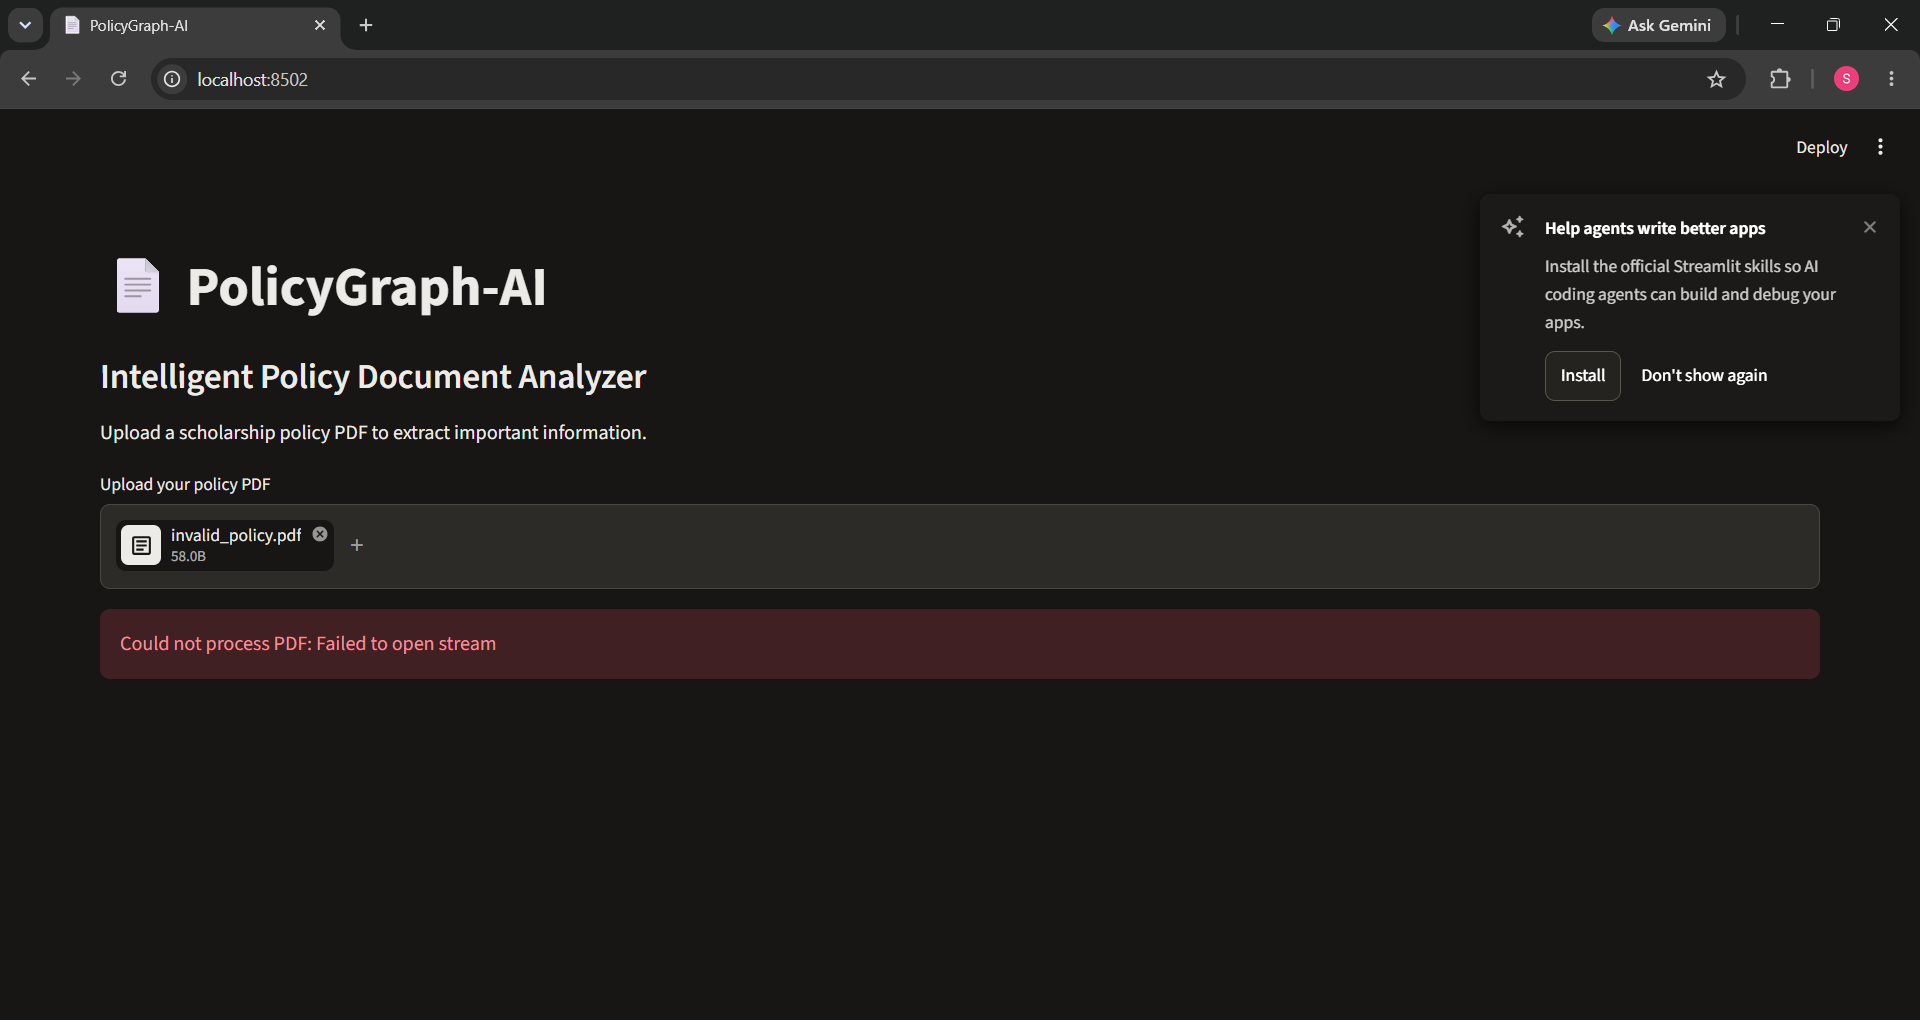 PolicyGraph-AI
Ask Gemini
localhost:8502
S
Deploy
Help agents write better apps
Install the official Streamlit skills so AI
coding agents can build and debug your
apps.
Install Don't show again
PolicyGraph-AI
Intelligent Policy Document Analyzer
Upload a scholarship policy PDF to extract important information.
Upload your policy PDF
invalid_policy.pdf
58.0B
Could not process PDF: Failed to open stream